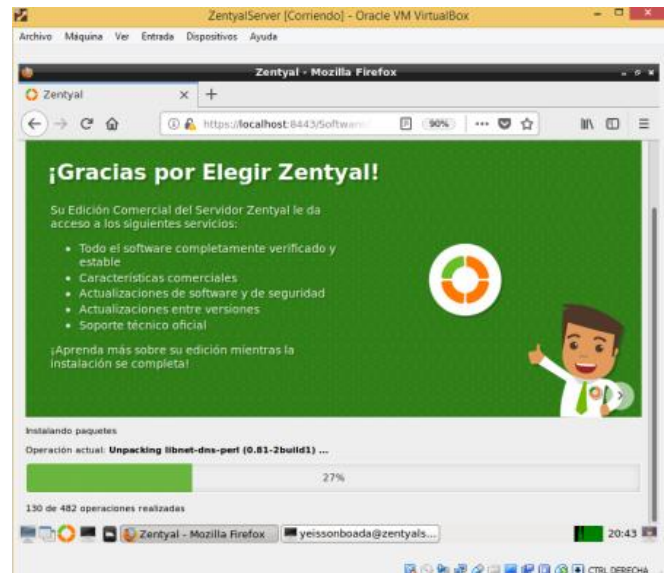 ZentyalServer [Corriendo] - Oracle VM VirtualBox
Archivo Máquina Ver Entrada Dispositivos Ayuda
Zentyal - Mozilla Firefox
Zentyal
https://localhost:8443/Software
90%
¡Gracias por Elegir Zentyal!
Su Edición Comercial del Servidor Zentyal le da
acceso a los siguientes servicios:
• Todo el software completamente verificado y
estable
• Características comerciales
• Actualizaciones de software y de seguridad
• Actualizaciones entre versiones
• Soporte técnico oficial
¡Aprenda más sobre su edición mientras la
instalación se completa!
Instalando paquetes
Operación actual: Unpacking libnet-dns-perl (0.81-2build1) ...
27%
130 de 482 operaciones realizadas
Zentyal - Mozilla Firefox
yeissonboada@zentyals...
20:43
CTRL DERECHA